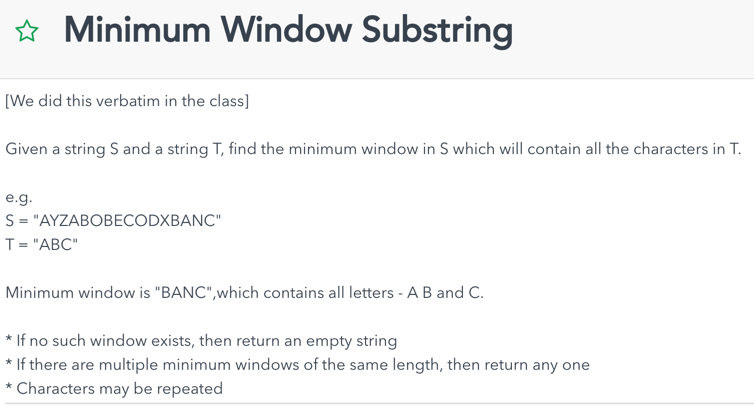 Minimum Window Substring
[We did this verbatim in the class]
Given a string S and a string T, find the minimum window in S which will contain all the characters in T.
e.g.
S = "AYZABOBECODXBANC"
T = "ABC"
Minimum window is "BANC",which contains all letters - A B and C.
* If no such window exists, then return an empty string
* If there are multiple minimum windows of the same length, then return any one
* Characters may be repeated